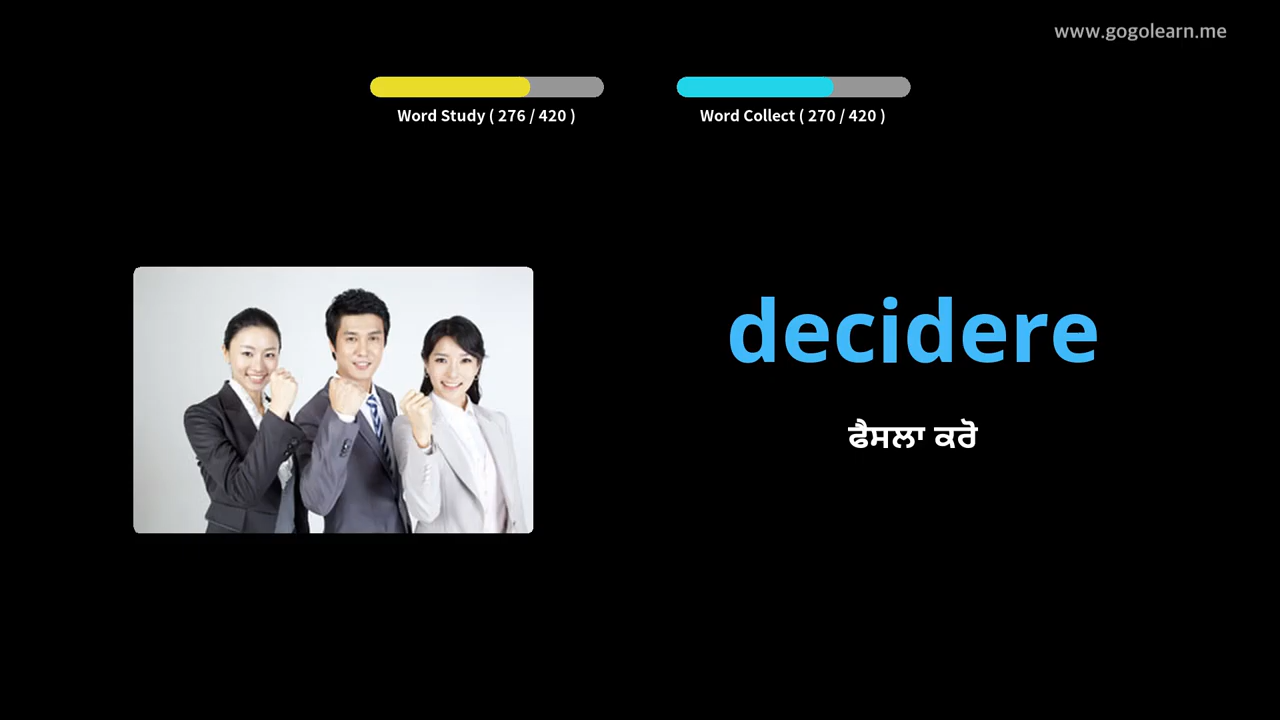 www.gogolearn.me
Word Study ( 276 / 420 )
Word Collect ( 270 / 420 )
decidere
ਫੈਸਲਾ ਕਰੋ